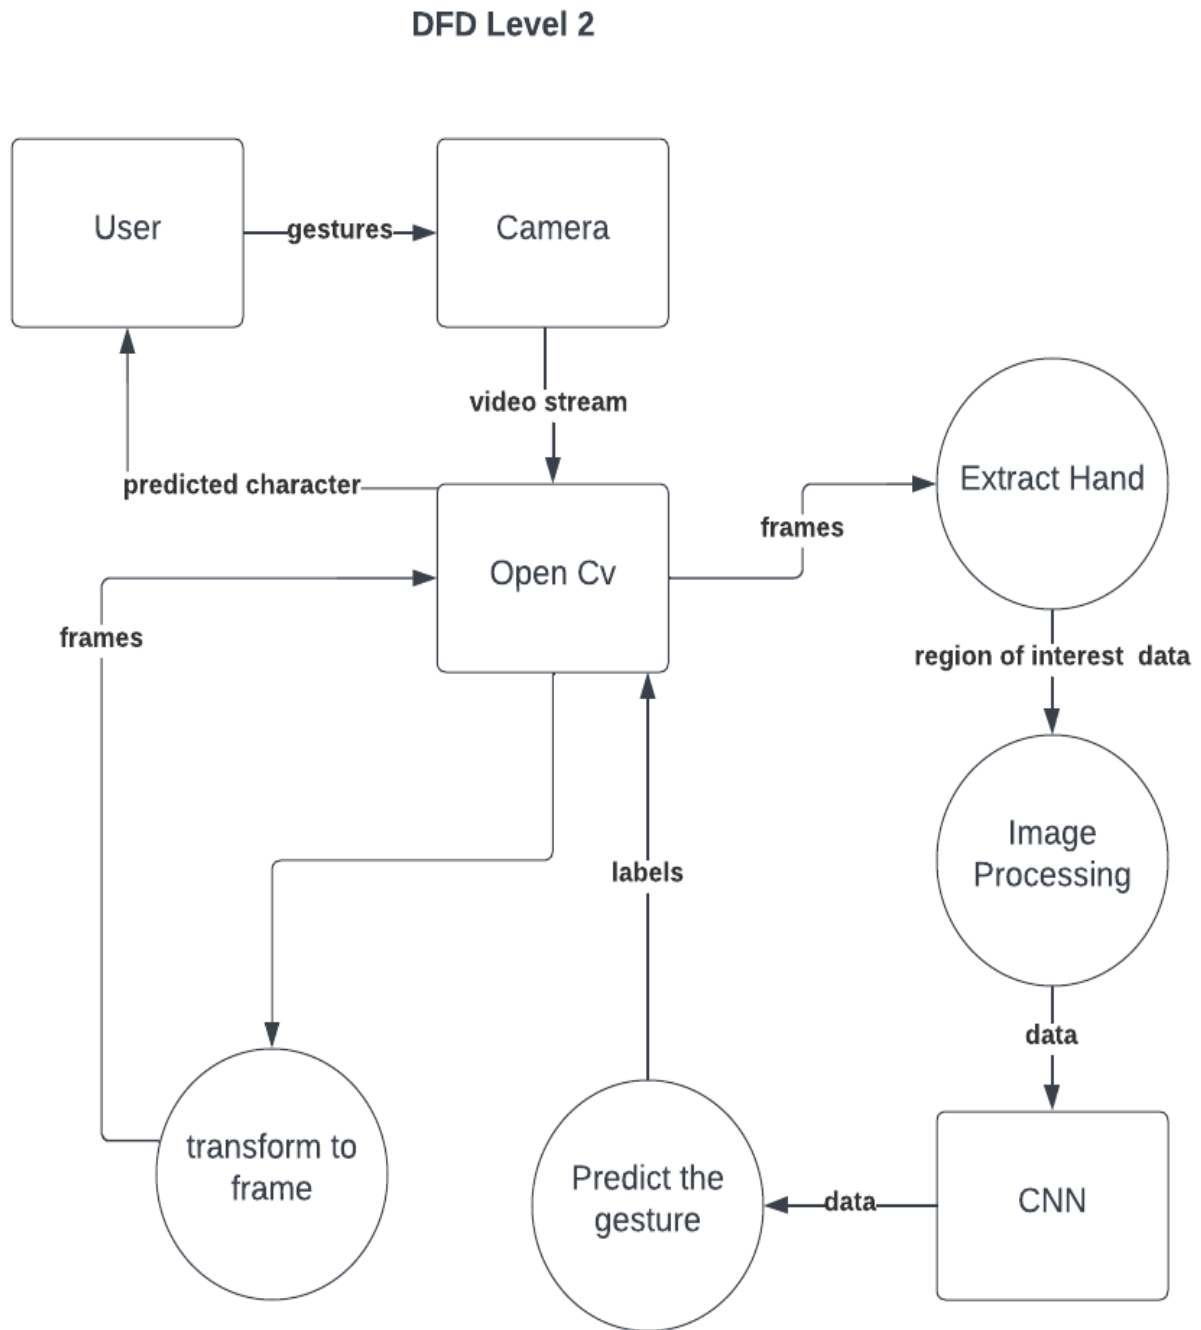 DFD Level 2
User
gestures
Camera
video stream
predicted character
Open Cv
frames
Extract Hand
frames
region of interest  data
Image
Processing
labels
data
transform to
frame
Predict the
gesture
data
CNN